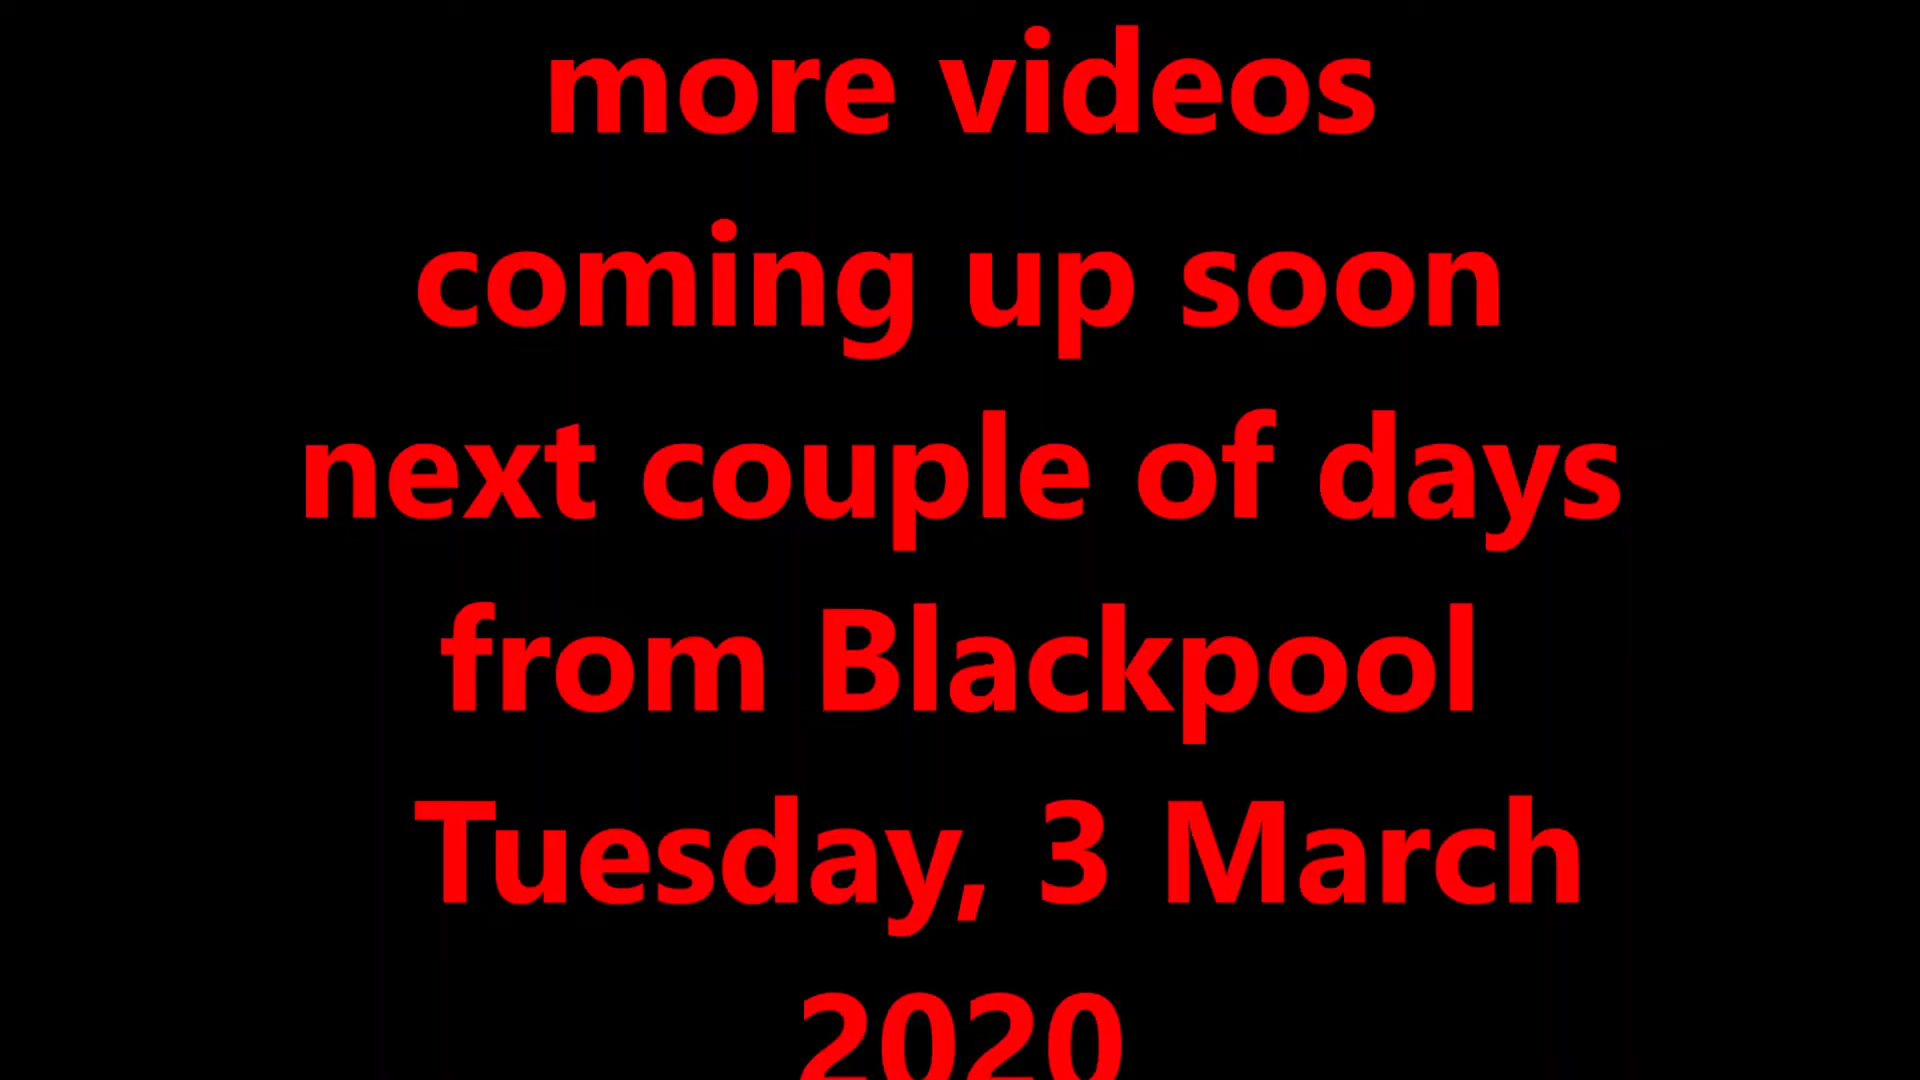 more videos
coming up soon
next couple of days
from Blackpool
Tuesday, 3 March
2020